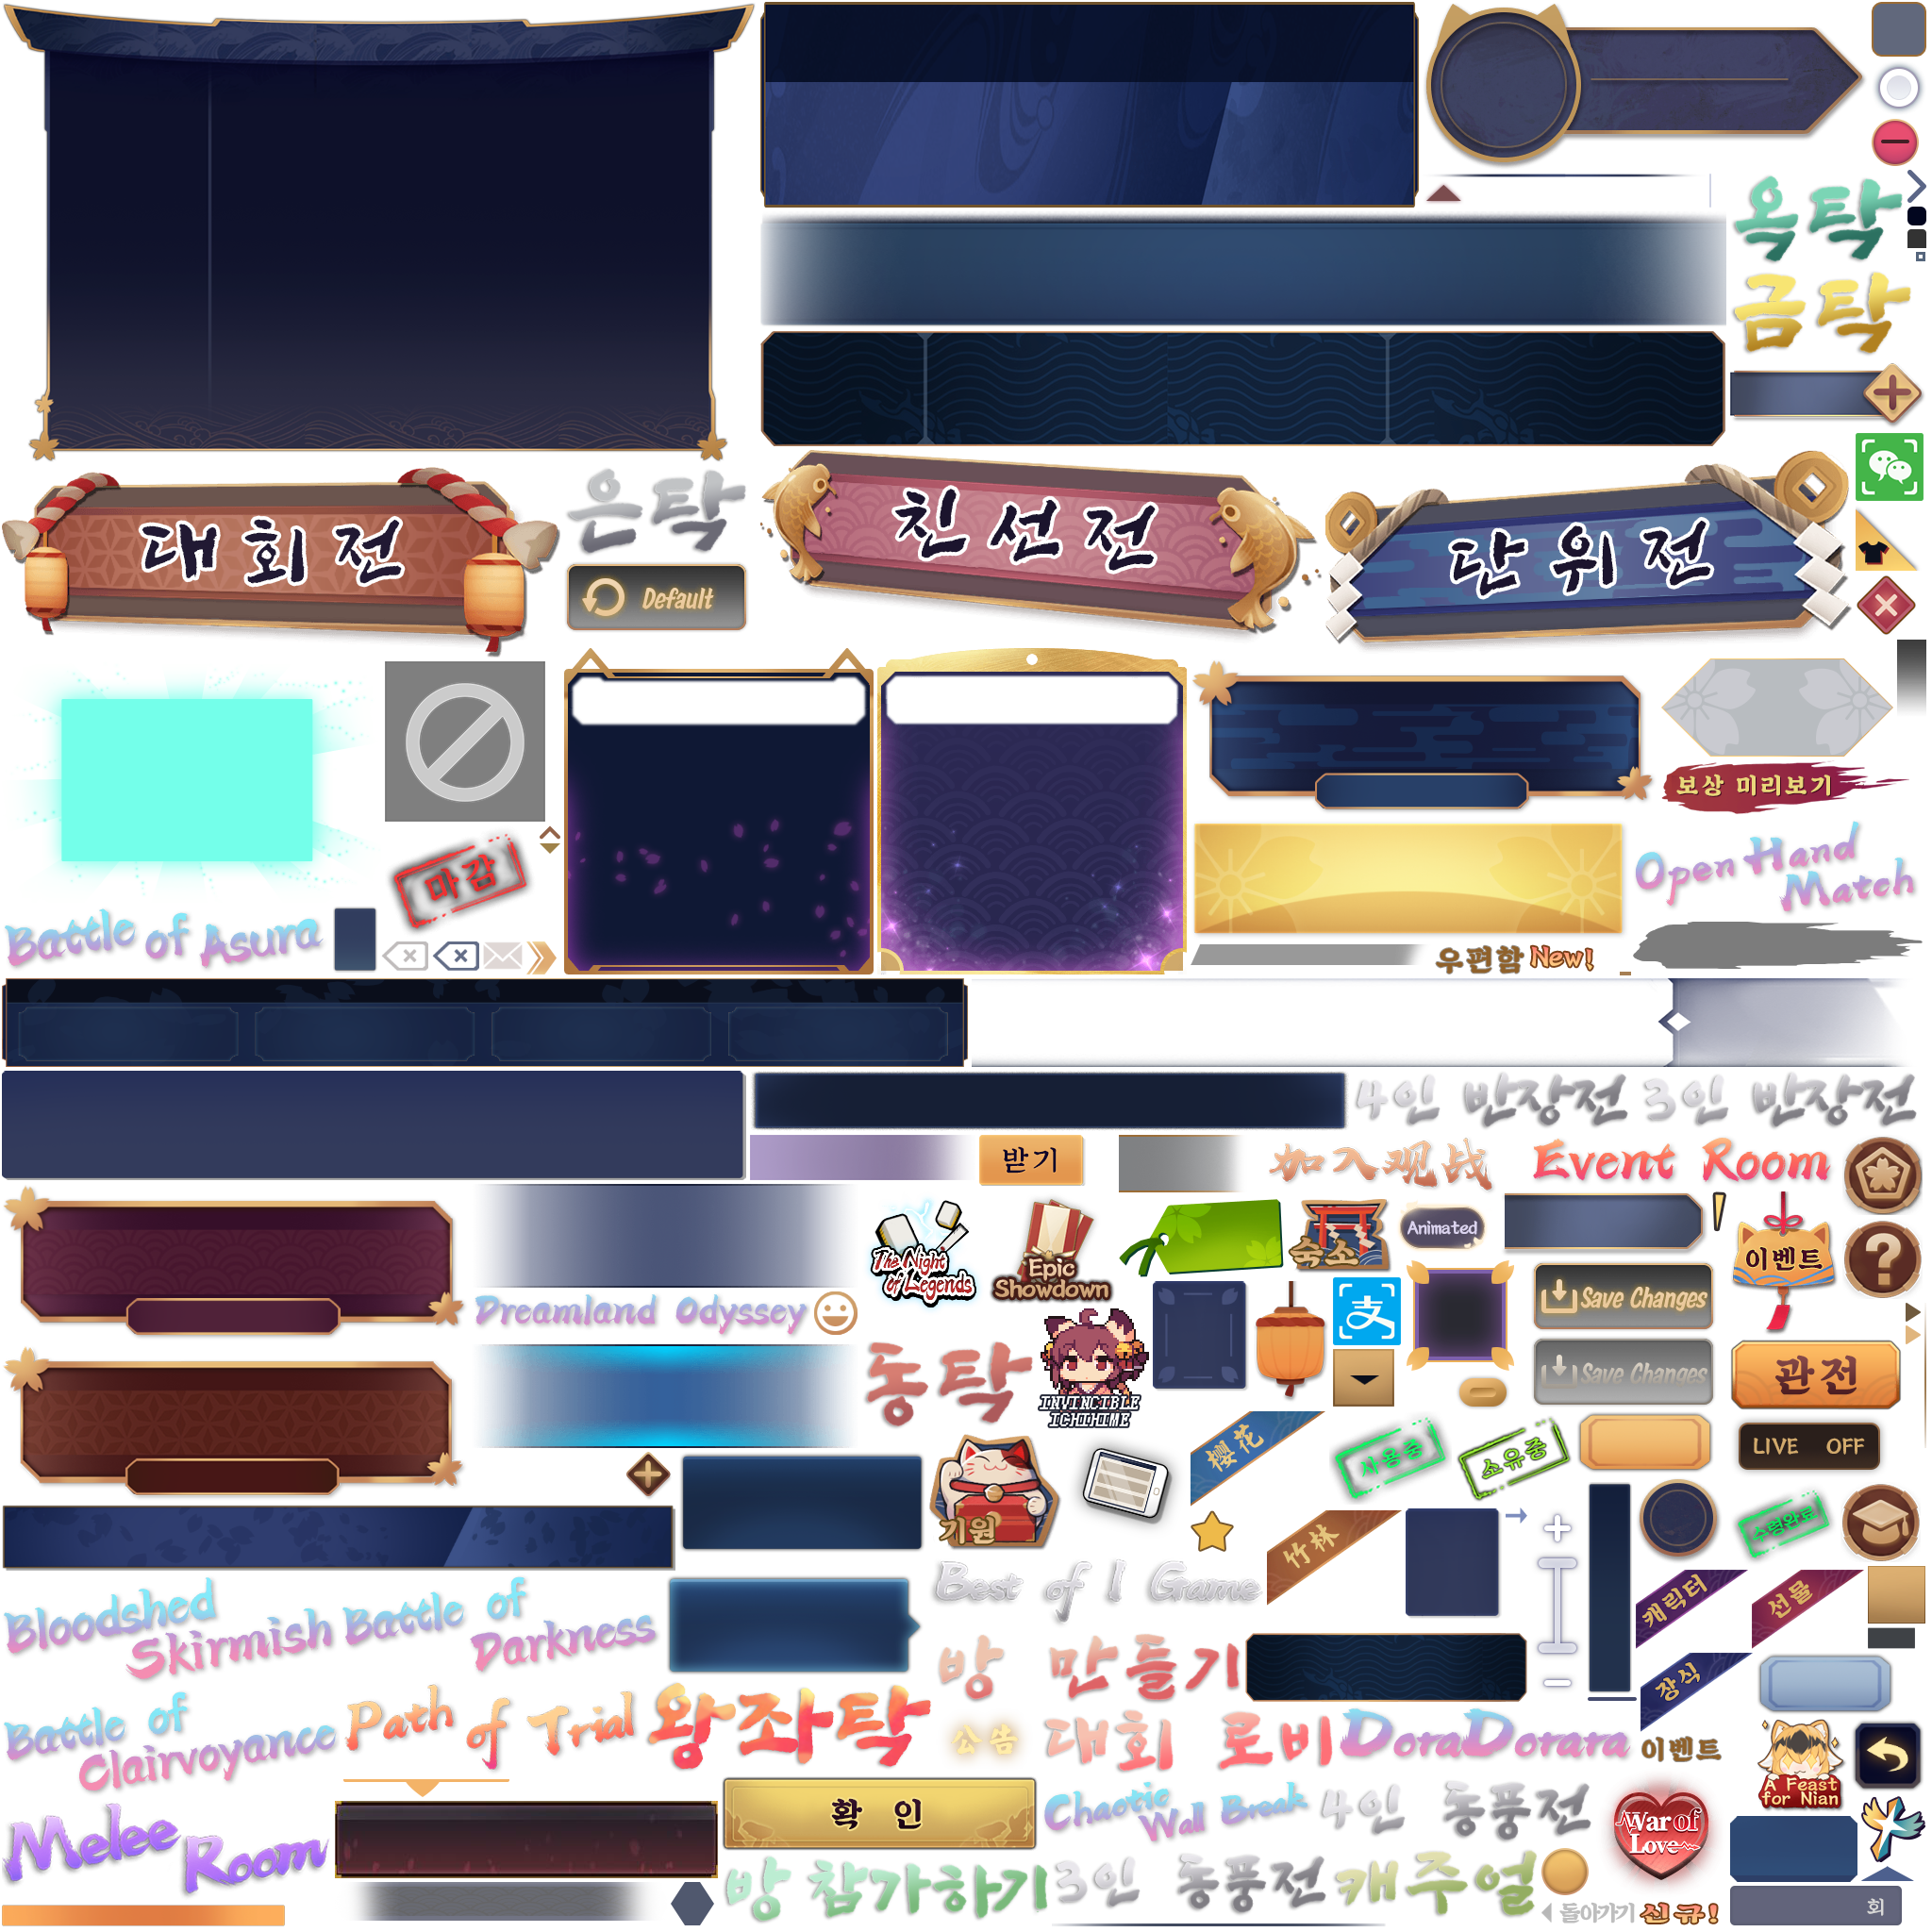 옥탁
금탁
대회전
은탁
친선전
단위전
Default
보상 미리보기
마감
Open Hand
Match
Battle of Asura
우편함
New!
4인 반장전
3인 반장전
받기
加入观战
Event Room
The Night
of Legends
Epic
Showdown
숙소
Animated
이벤트
Save Changes
Dreamland Odyssey
支
동탁
INVINCIBLE
ICHIHIME
Save Changes
관전
樱花
사용중
소유중
LIVE OFF
기원
竹林
수령완료
Best of 1 Game
캐릭터
선물
Bloodshed
Skirmish
Battle of
Darkness
방 만들기
장식
Battle of
Clairvoyance
Path of Trial
왕좌탁
公告
대회 로비
DoraDorara
이벤트
A Feast
for Nian
Melee
Room
확 인
Chaotic
Wall Break
4인 동풍전
War of
Love
방 참가하기
3인 동풍전
캐주얼
돌아가기
신규!
회